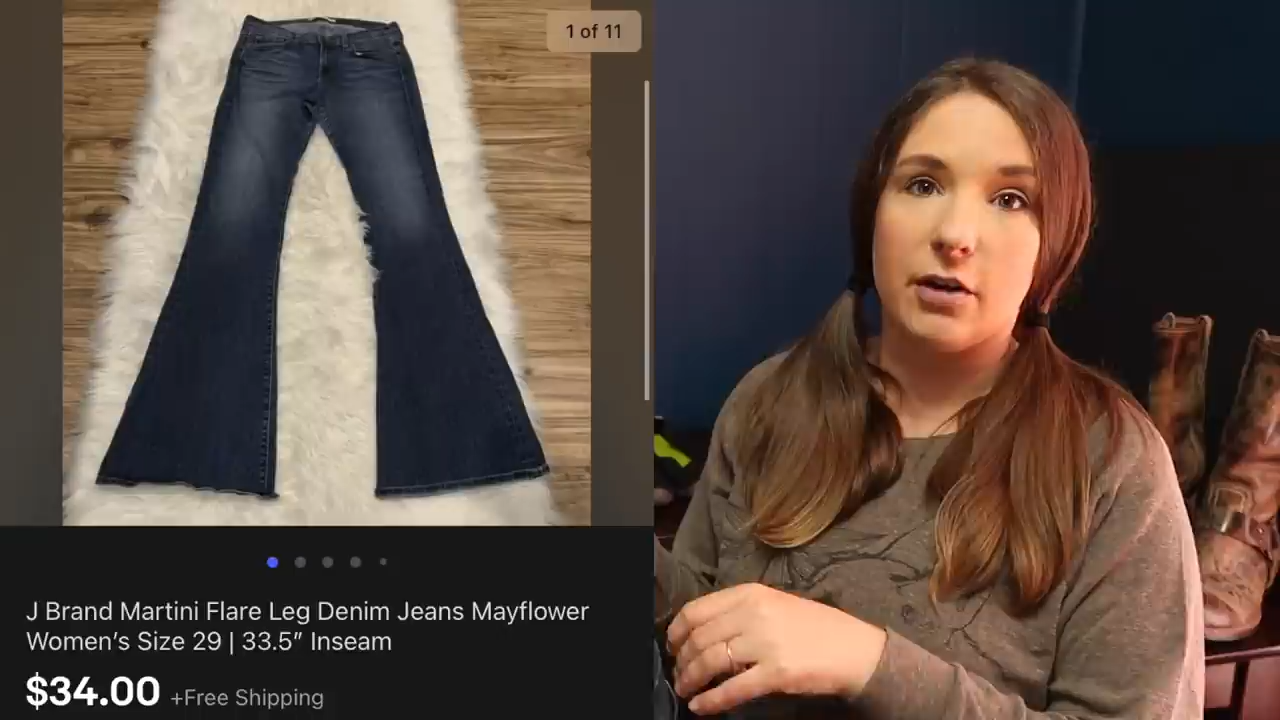 1 of 11
J Brand Martini Flare Leg Denim Jeans Mayflower
Women’s Size 29 | 33.5” Inseam
$34.00 +Free Shipping